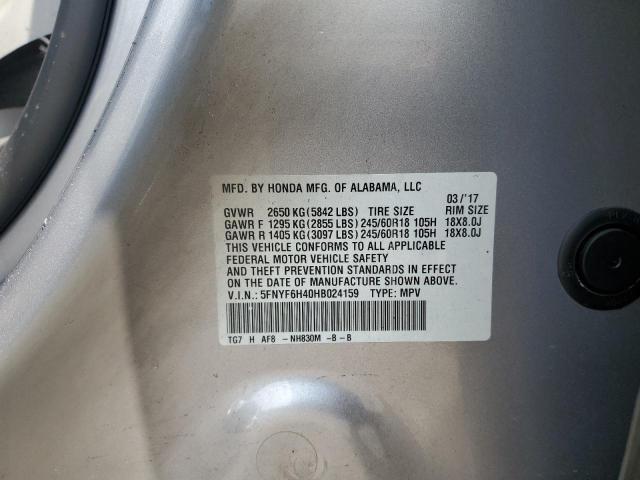 MFD. BY HONDA MFG. OF ALABAMA, LLC 03/'17
GVWR 2650 KG (5842 LBS) TIRE SIZE RIM SIZE
GAWR F 1295 KG (2855 LBS) 245/60R18 105H 18X8.0J
GAWR R 1405 KG (3097 LBS) 245/60R18 105H 18X8.0J
THIS VEHICLE CONFORMS TO ALL APPLICABLE
FEDERAL MOTOR VEHICLE SAFETY
AND THEFT PREVENTION STANDARDS IN EFFECT
ON THE DATE OF MANUFACTURE SHOWN ABOVE.
V.I.N.: 5FNYF6H40HB024159 TYPE: MPV
TG7 H AF8 -NH830M -B-B